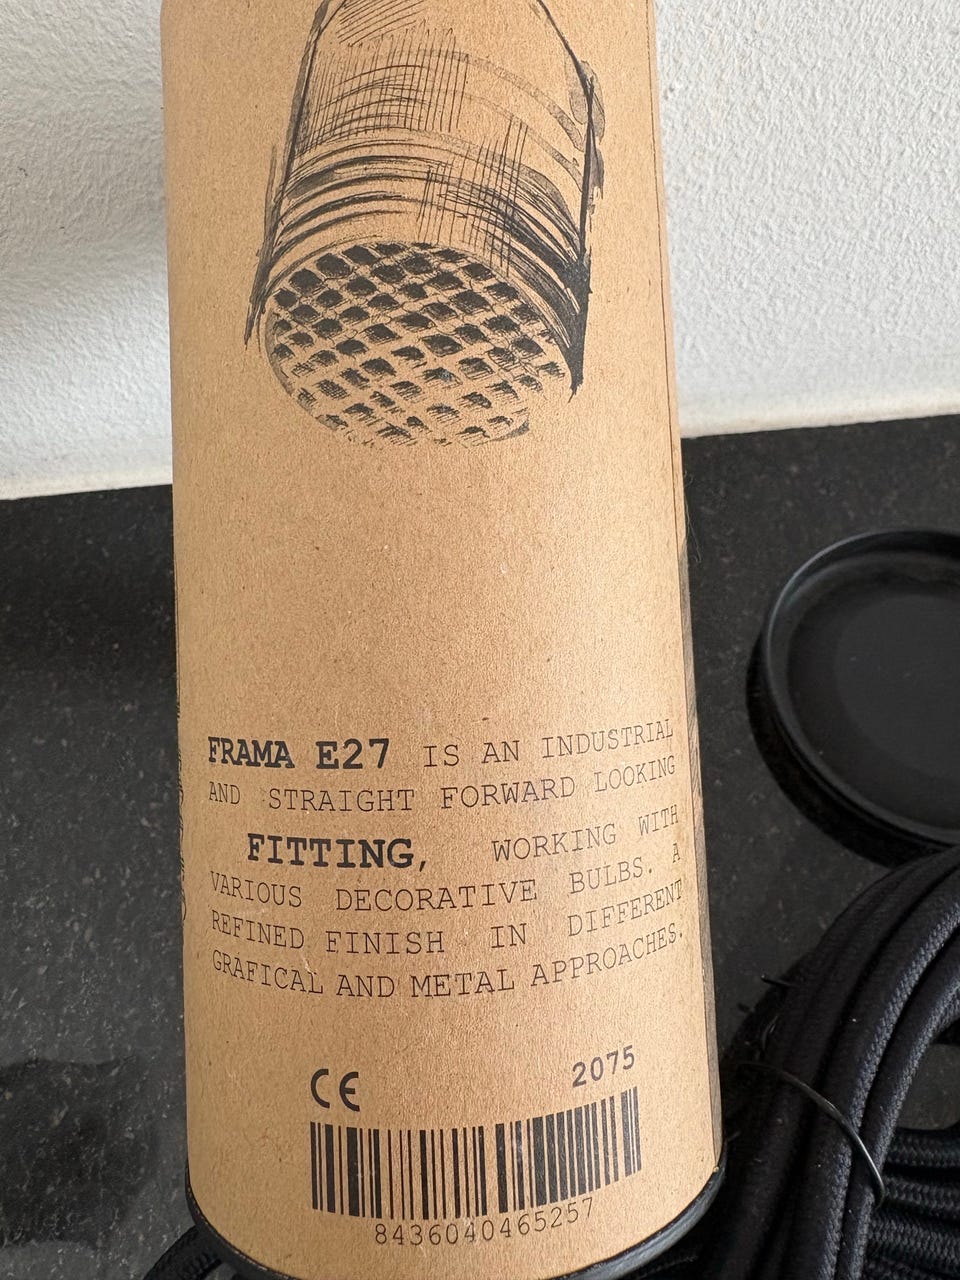 FRAMA E27 IS AN INDUSTRIAL
AND STRAIGHT FORWARD LOOKING
FITTING, WORKING WITH
VARIOUS DECORATIVE BULBS. A
REFINED FINISH IN DIFFERENT
GRAFICAL AND METAL APPROACHES.
CE 2075
8436040465257